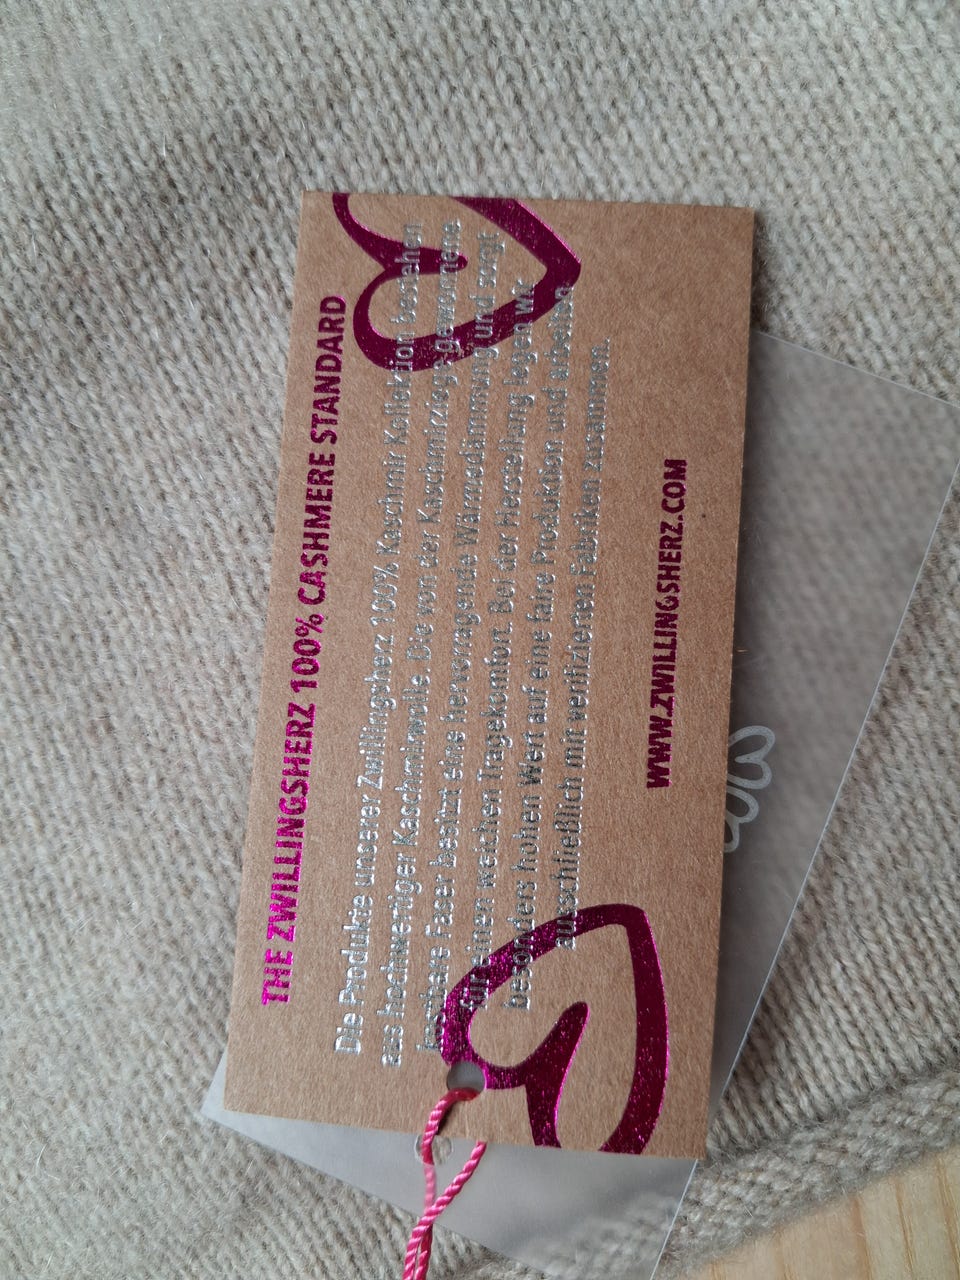 THE ZWILLINGSHERZ 100% CASHMERE STANDARD
Die Produkte unserer Zwillingsherz 100% Kaschmir Kollektion bestehen
aus hochwertiger Kaschmirwolle. Die von der Kaschmirziege gewonnene
kostbare Faser besitzt eine hervorragende Wärmedämmung und sorgt
für einen weichen Tragekomfort. Bei der Herstellung legen wir
besonders hohen Wert auf eine faire Produktion und arbeiten
ausschließlich mit verifizieren Fabriken zusammen.
WWW.ZWILLINGSHERZ.COM